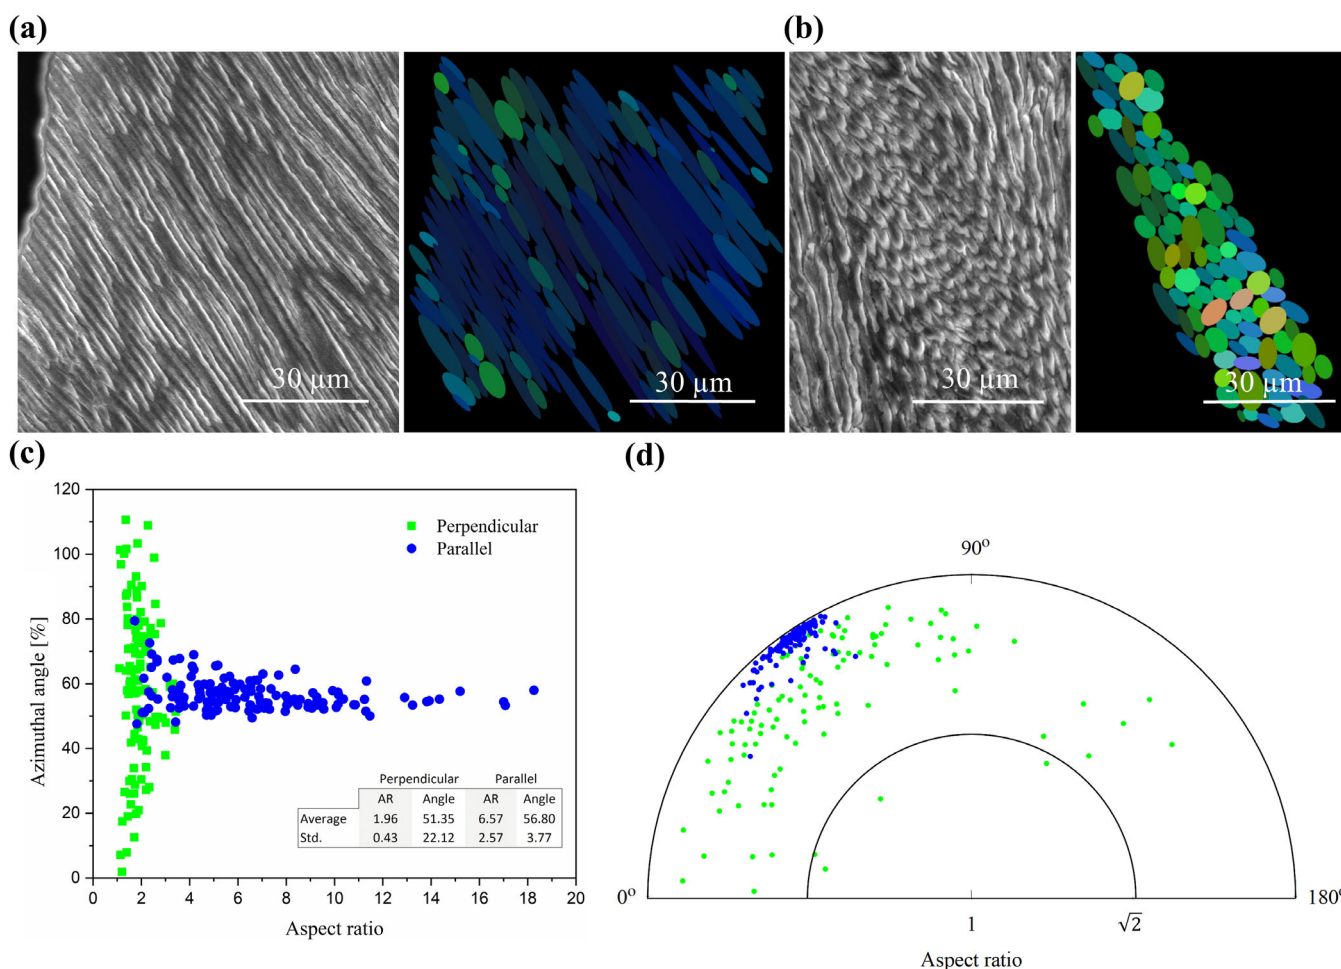 (a)
(b)
30 µm
30 µm
30 µm
30 µm
(c)
(d)
120
100
80
60
40
20
0
Azimuthal angle [%]
Perpendicular
Parallel
Perpendicular Parallel
AR Angle AR Angle
Average 1.96 51.35 6.57 56.80
Std. 0.43 22.12 2.57 3.77
0 2 4 6 8 10 12 14 16 18 20
Aspect ratio
90°
0° 180°
1 √2
Aspect ratio